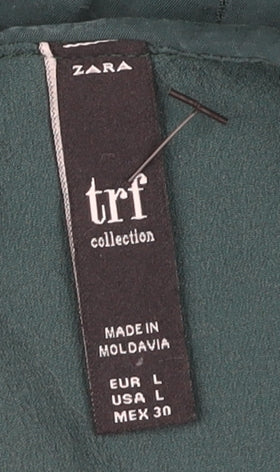 ZARA
trf
collection
MADE IN
MOLDAVIA
EUR L
USA L
MEX 30